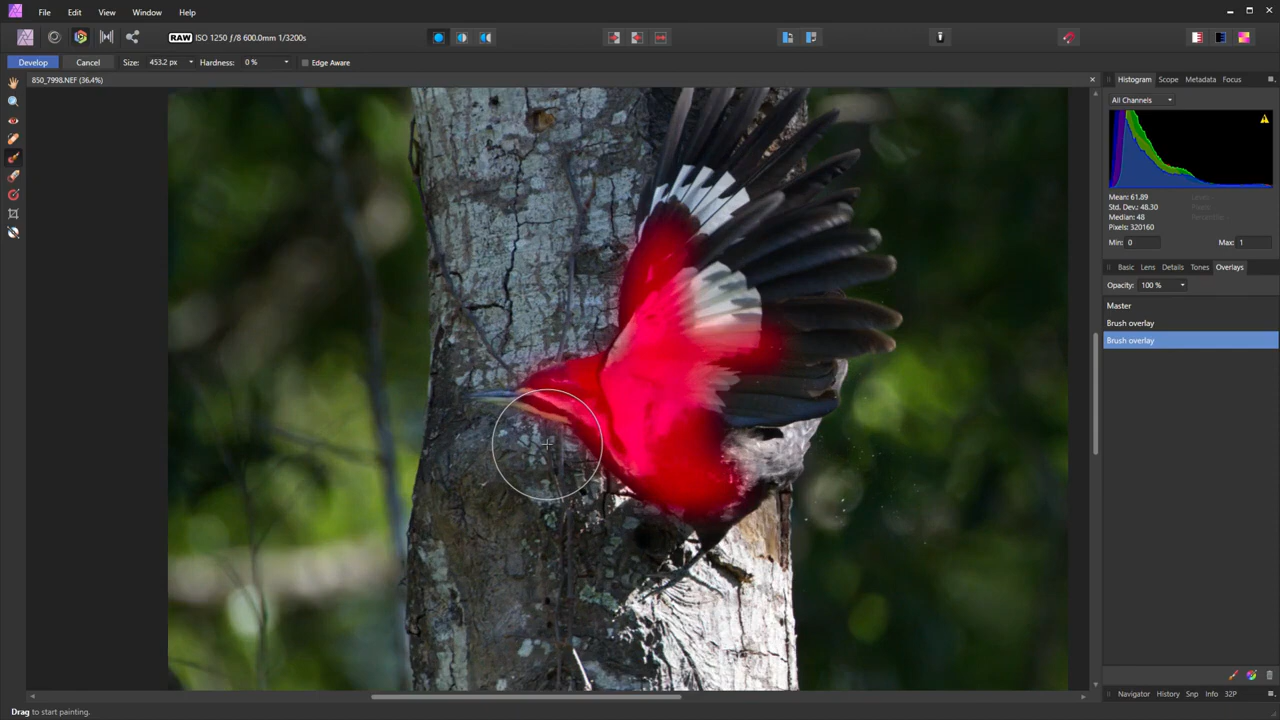 File Edit View Window Help
RAW ISO 1250 f/8 600.0mm 1/3200s
Develop Cancel Size: 453.2 px Hardness: 0 % Edge Aware
850_7998.NEF (36.4%)
Histogram Scope Metadata Focus
All Channels
Mean: 61.89
Std. Dev.: 48.30
Median: 48
Pixels: 320160
Level:
Pixels:
Percentile:
Min: 0 Max: 1
Basic Lens Details Tones Overlays
Opacity: 100 %
Master
Brush overlay
Brush overlay
Navigator History Snp Info 32P
Drag to start painting.